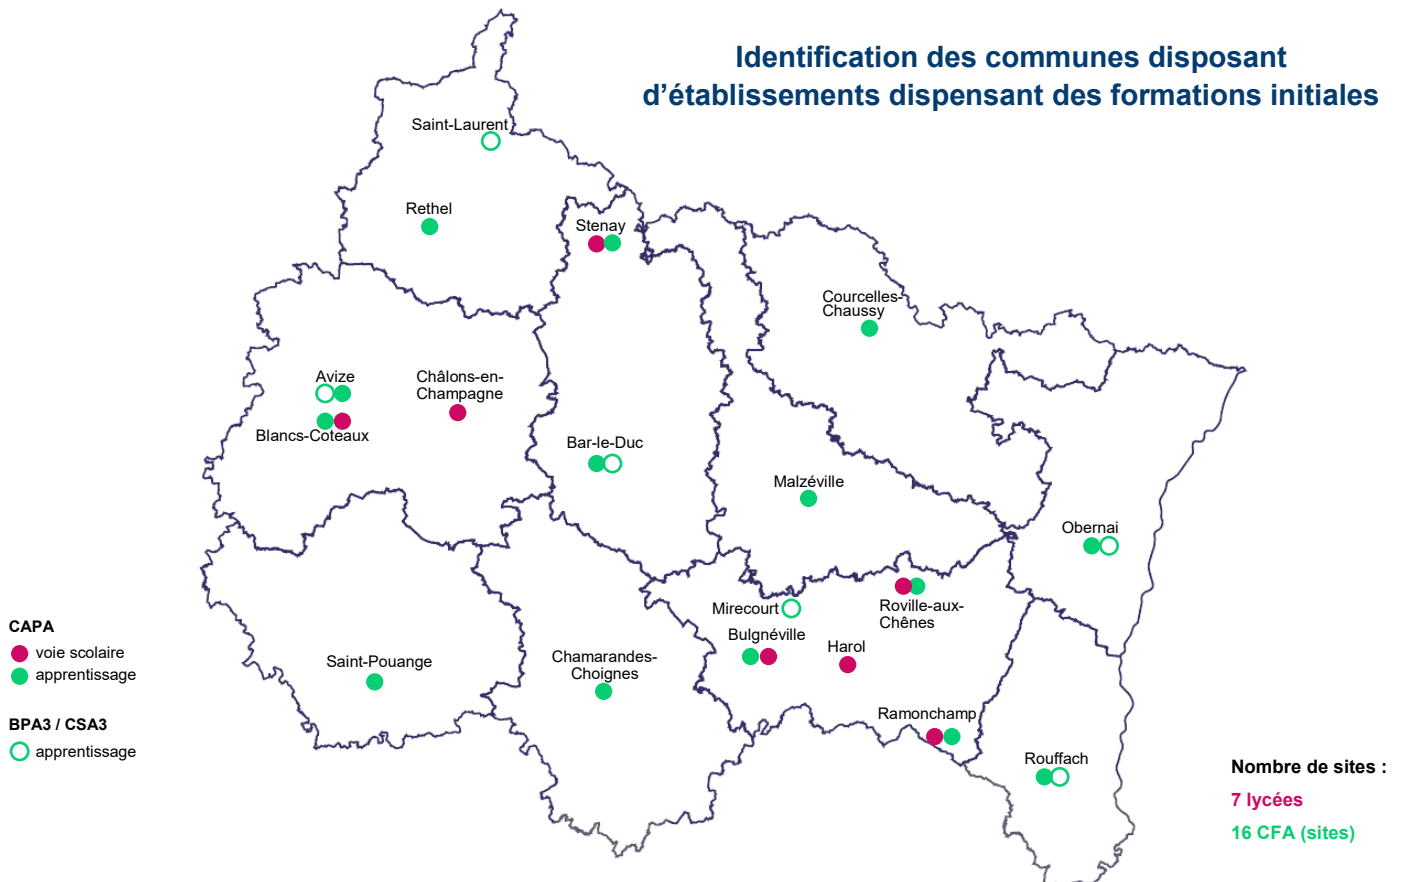 Identification des communes disposant
d'établissements dispensant des formations initiales
Saint-Laurent
Rethel
Stenay
Courcelles-
Chaussy
Avize
Châlons-en-
Champagne
Blancs-Coteaux
Bar-le-Duc
Malzéville
Obernai
Mirecourt
Roville-aux-
Chênes
Bulgnéville
Harol
Saint-Pouange
Chamarandes-
Choignes
Ramonchamp
Rouffach
CAPA
voie scolaire
apprentissage
BPA3 / CSA3
apprentissage
Nombre de sites :
7 lycées
16 CFA (sites)